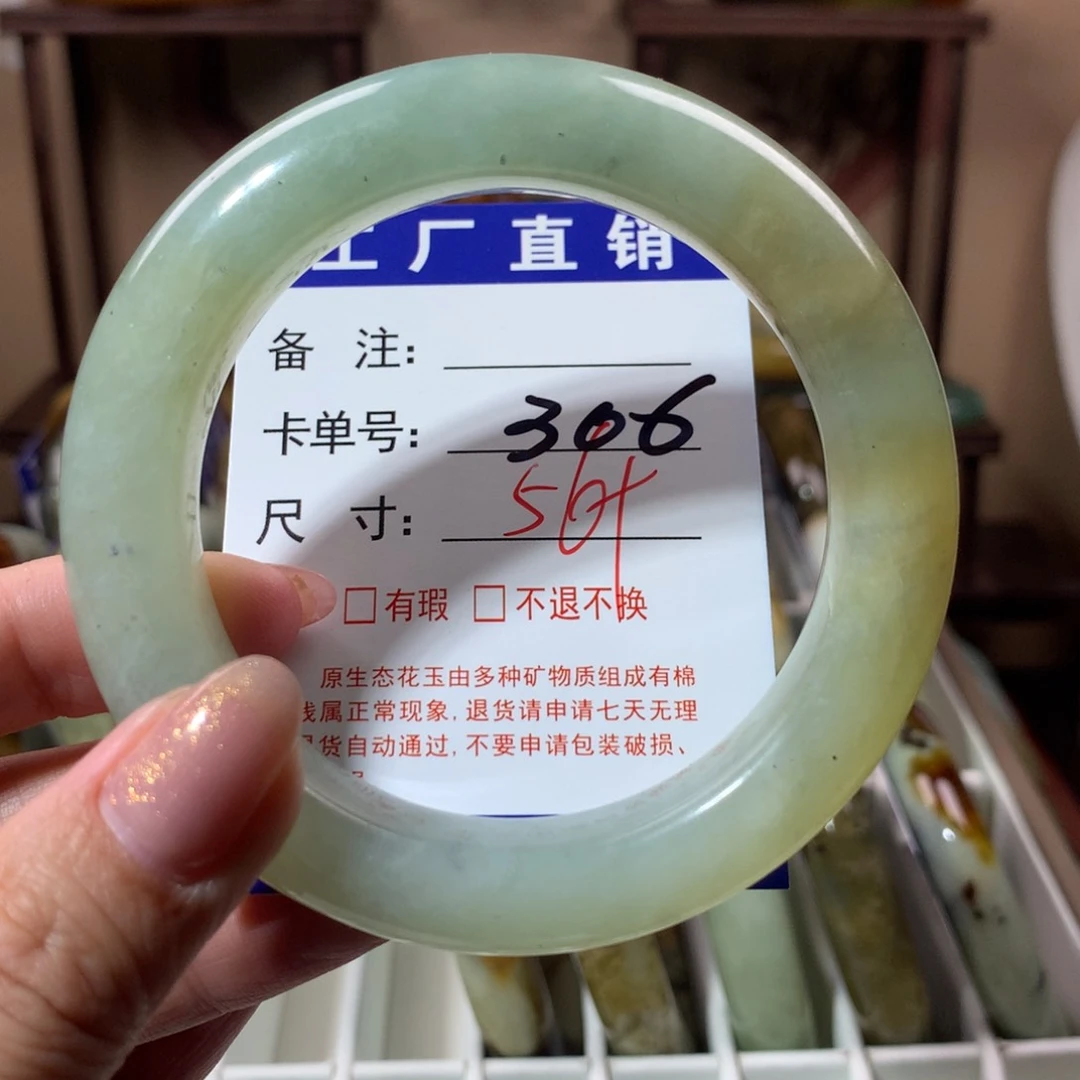 工厂直销
备 注:
卡单号: 306
尺 寸:
□有瑕 □不退不换
原生态花玉由多种矿物质组成有棉
线属正常现象,退货请申请七天无理
货自动通过,不要申请包装破损、